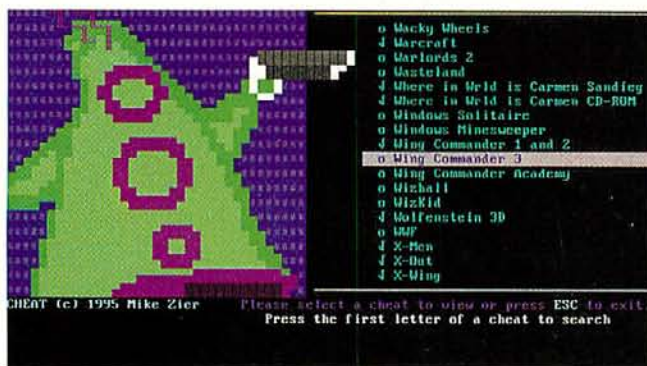 o Wacky Wheels
√ Warcraft
o Warlords 2
o Wasteland
√ Where in Wrld is Carmen Sandieg
√ Where in Wrld is Carmen CD-ROM
o Windows Solitaire
o Windows Minesweeper
√ Wing Commander 1 and 2
o Wing Commander 3
o Wing Commander Academy
o Wizball
o Wizkid
√ Wolfenstein 3D
o WWF
√ X-Men
√ X-Out
√ X-Wing
CHEAT (c) 1995 Mike Zier Please select a cheat to view or press ESC to exit.
Press the first letter of a cheat to search